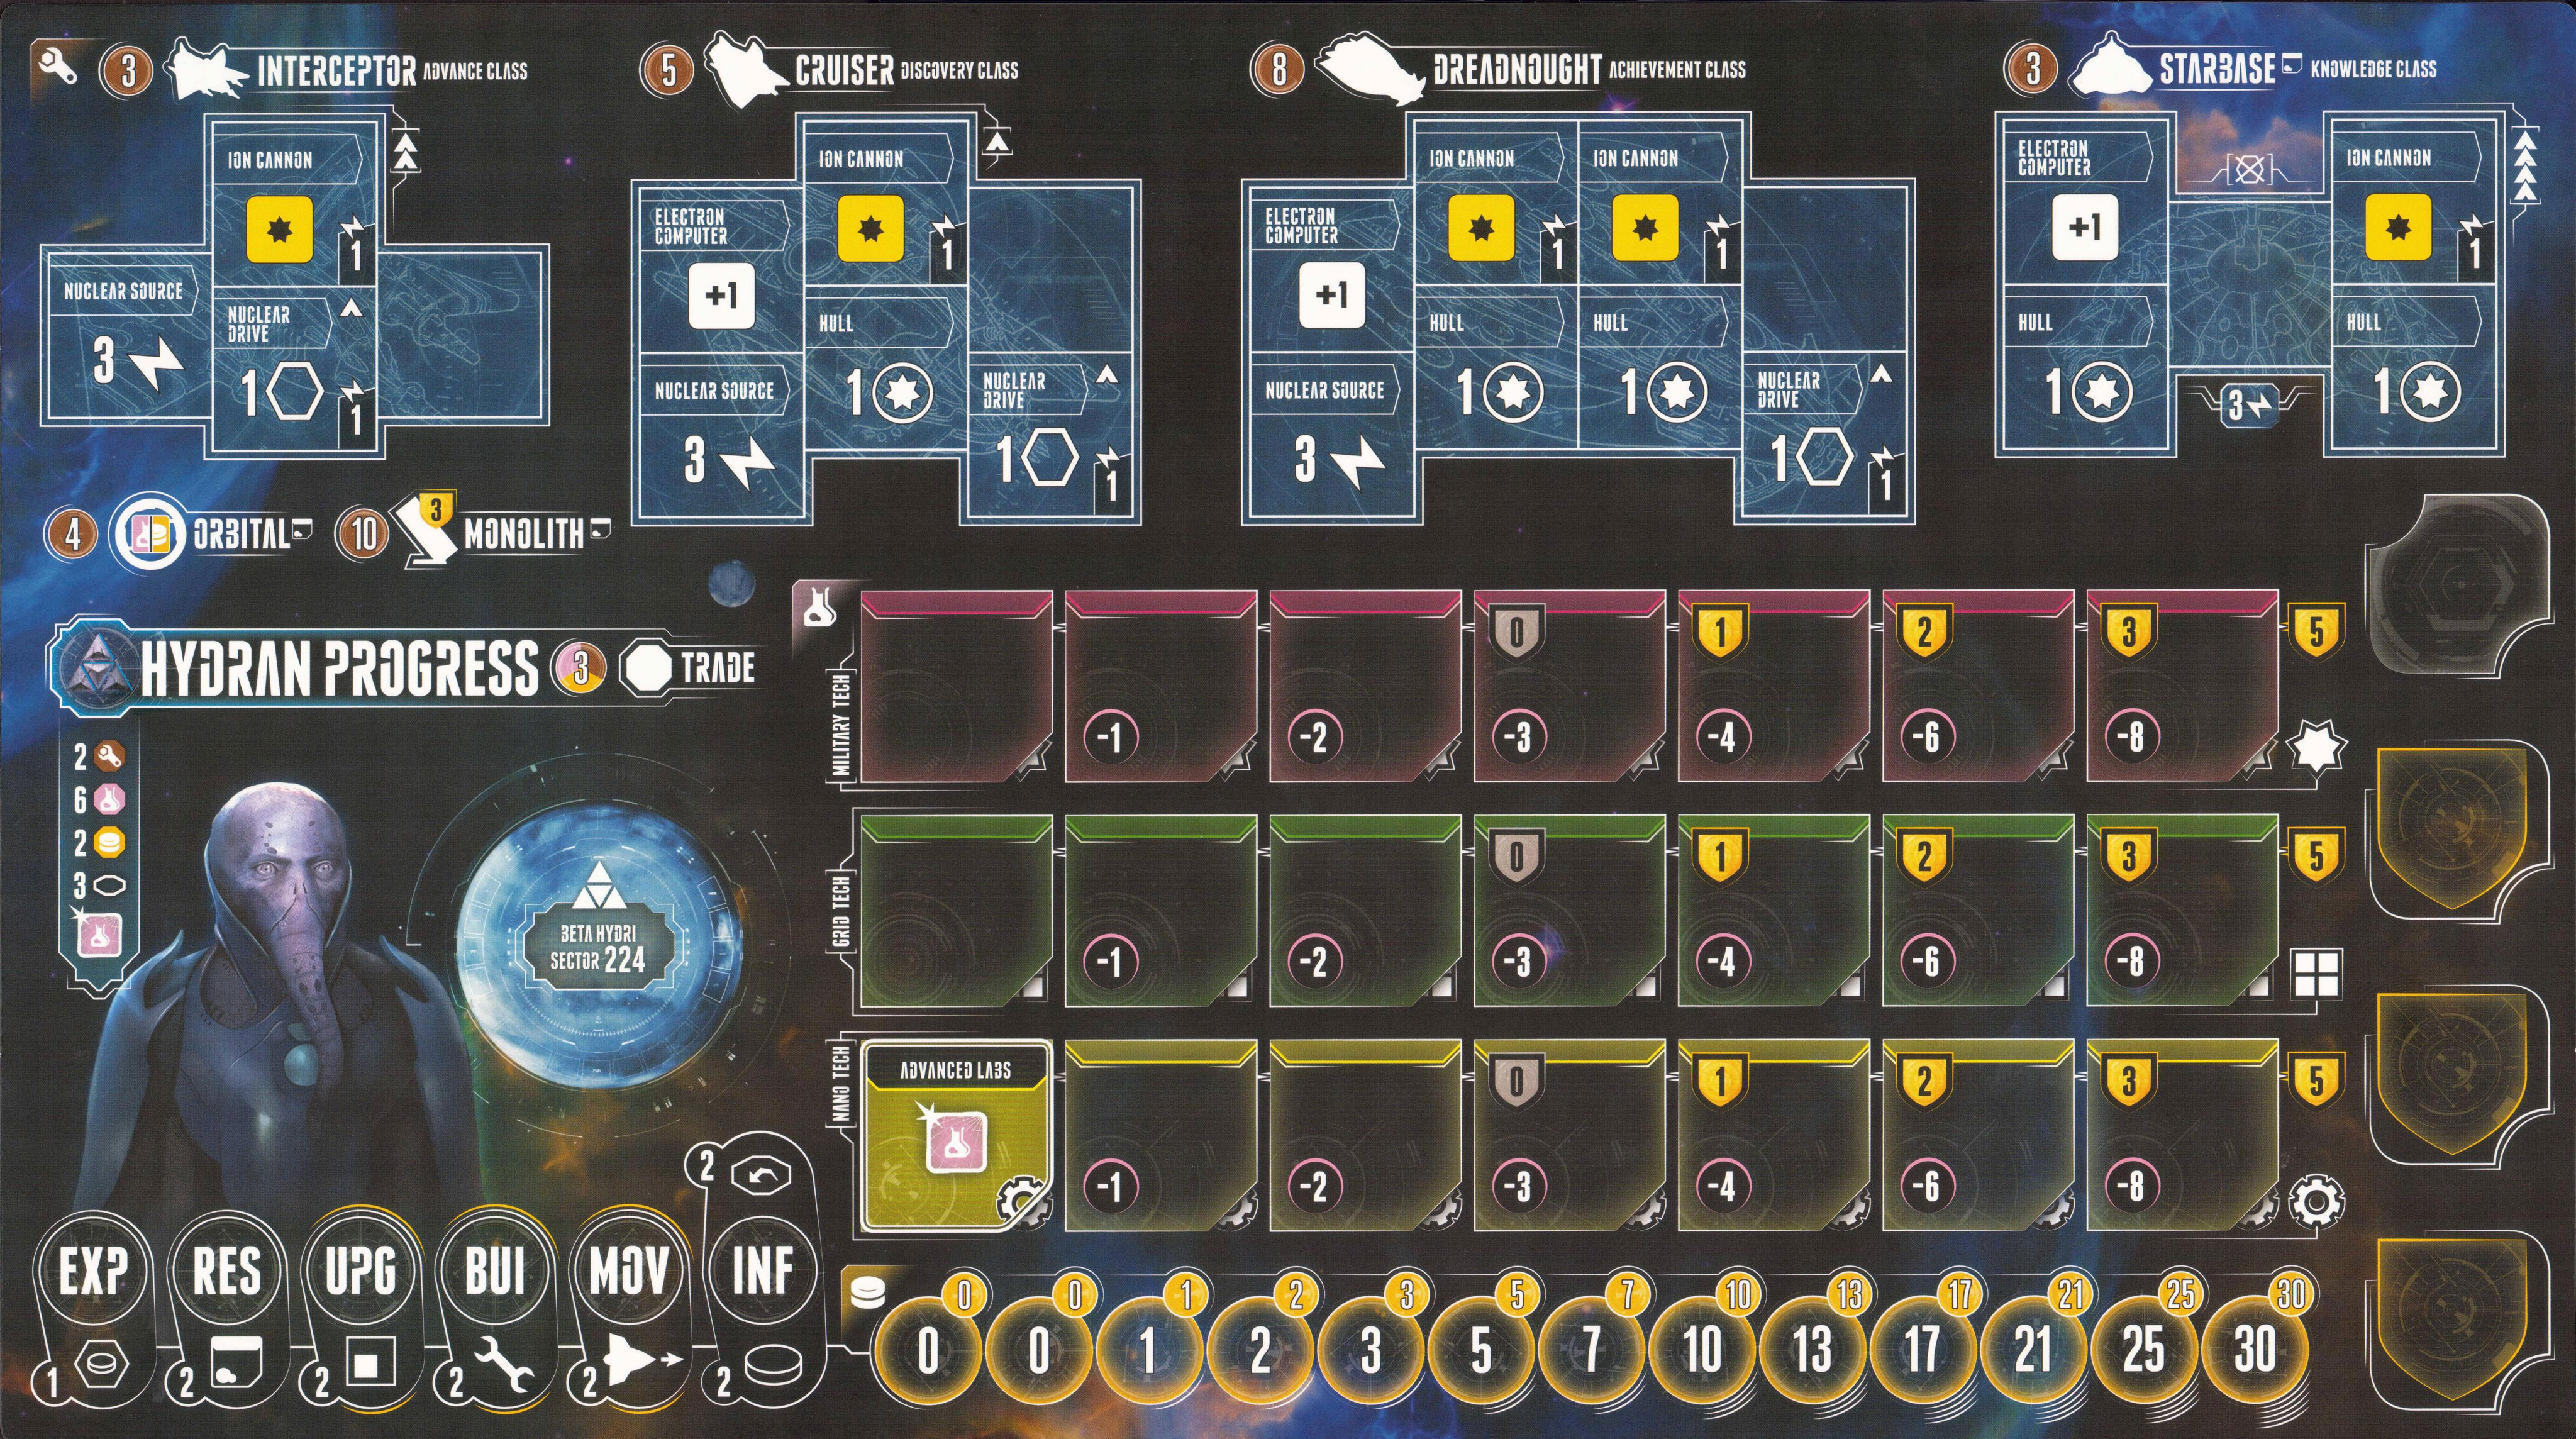 3 INTERCEPTOR ADVANCE CLASS
5 CRUISER DISCOVERY CLASS
8 DREADNOUGHT ACHIEVEMENT CLASS
3 STARBASE KNOWLEDGE CLASS
ION CANNON
1
NUCLEAR SOURCE
3
NUCLEAR
DRIVE
1
1
ION CANNON
1
ELECTRON
COMPUTER
+1
HULL
1
NUCLEAR SOURCE
3
NUCLEAR
DRIVE
1
1
ION CANNON
1
ION CANNON
1
ELECTRON
COMPUTER
+1
HULL
1
HULL
1
NUCLEAR SOURCE
3
NUCLEAR
DRIVE
1
1
ELECTRON
COMPUTER
+1
ION CANNON
1
HULL
1
HULL
1
3
4 ORBITAL
10 3 MONOLITH
HYDRAN PROGRESS 3 TRADE
2
6
2
3
BETA HYDRI
SECTOR 224
MILITARY TECH
0 1 2 3 5
-1 -2 -3 -4 -6 -8
GRID TECH
0 1 2 3 5
-1 -2 -3 -4 -6 -8
NANO TECH
ADVANCED LABS
0 1 2 3 5
-1 -2 -3 -4 -6 -8
2
EXP RES UPG BUI MOV INF
1 2 2 2 2 2
0 0 1 2 3 5 7 10 13 17 21 25 30
0 0 1 2 3 5 7 10 13 17 21 25 30